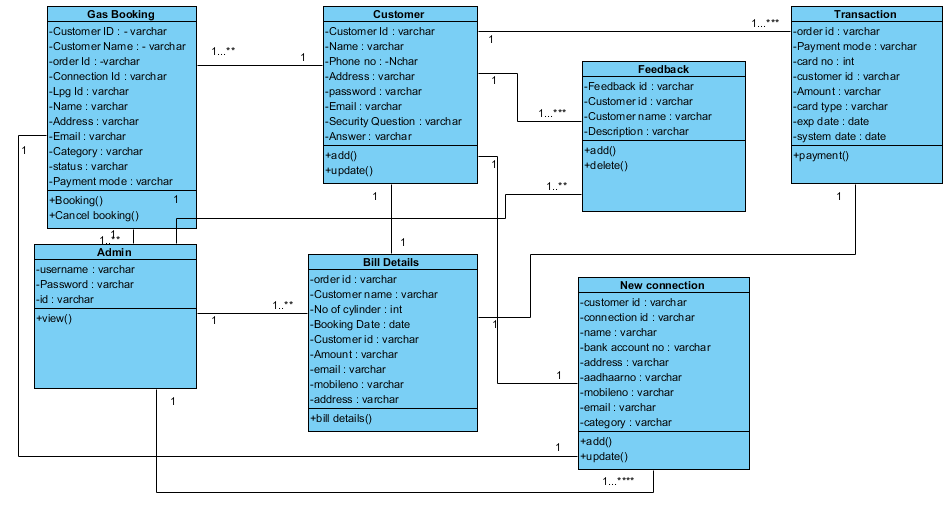 Gas Booking
-Customer ID : - varchar
-Customer Name : - varchar
-order Id : -varchar
-Connection Id : varchar
-Lpg Id : varchar
-Name : varchar
-Address : varchar
-Email : varchar
-Category : varchar
-status : varchar
-Payment mode : varchar
+Booking()
+Cancel booking()
1
1...**
1
1
1
1..**
Customer
-Customer Id : varchar
-Name : varchar
-Phone no : -Nchar
-Address : varchar
-password : varchar
-Email : varchar
-Security Question : varchar
-Answer : varchar
+add()
+update()
1
1...***
1
1...***
1
1
1
Feedback
-Feedback id : varchar
-Customer id : varchar
-Customer name : varchar
-Description : varchar
+add()
+delete()
1..**
Transaction
-order id : varchar
-Payment mode : varchar
-card no : int
-customer id : varchar
-Amount : varchar
-card type : varchar
-exp date : date
-system date : date
+payment()
1
Admin
-username : varchar
-Password : varchar
-id : varchar
+view()
1
1..**
1
Bill Details
-order id : varchar
-Customer name : varchar
-No of cylinder : int
-Booking Date : date
-Customer id : varchar
-Amount : varchar
-email : varchar
-mobileno : varchar
-address : varchar
+bill details()
1
New connection
-customer id : varchar
-connection id : varchar
-name : varchar
-bank account no : varchar
-address : varchar
-aadhaarno : varchar
-mobileno : varchar
-email : varchar
-category : varchar
+add()
+update()
1
1
1...****